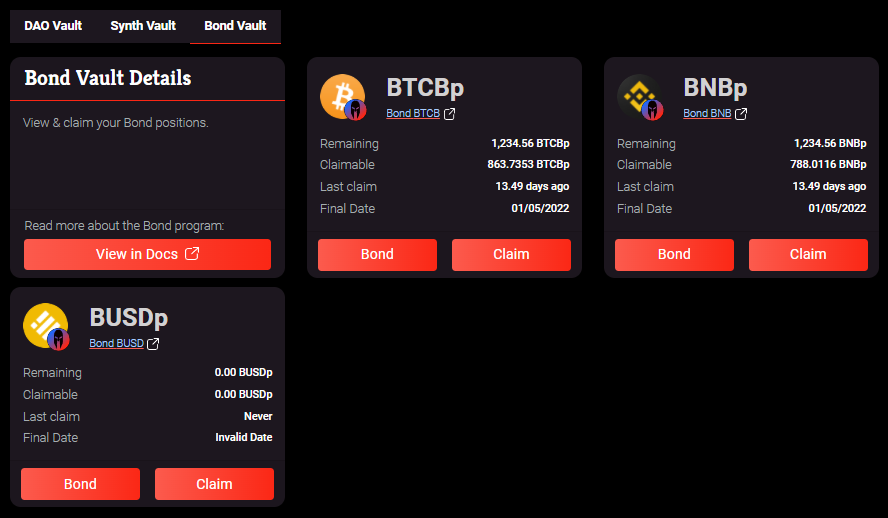 DAO Vault Synth Vault Bond Vault
Bond Vault Details
View & claim your Bond positions.
Read more about the Bond program:
View in Docs
BTCBp
Bond BTCB
Remaining 1,234.56 BTCBp
Claimable 863.7353 BTCBp
Last claim 13.49 days ago
Final Date 01/05/2022
Bond Claim
BNBp
Bond BNB
Remaining 1,234.56 BNBp
Claimable 788.0116 BNBp
Last claim 13.49 days ago
Final Date 01/05/2022
Bond Claim
BUSDp
Bond BUSD
Remaining 0.00 BUSDp
Claimable 0.00 BUSDp
Last claim Never
Final Date Invalid Date
Bond Claim